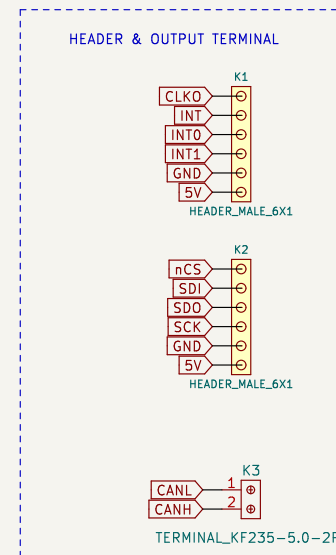 HEADER & OUTPUT TERMINAL
K1
CLKO
INT
INT0
INT1
GND
5V
HEADER_MALE_6X1
K2
nCS
SDI
SDO
SCK
GND
5V
HEADER_MALE_6X1
K3
CANL 1
CANH 2
TERMINAL_KF235-5.0-2P